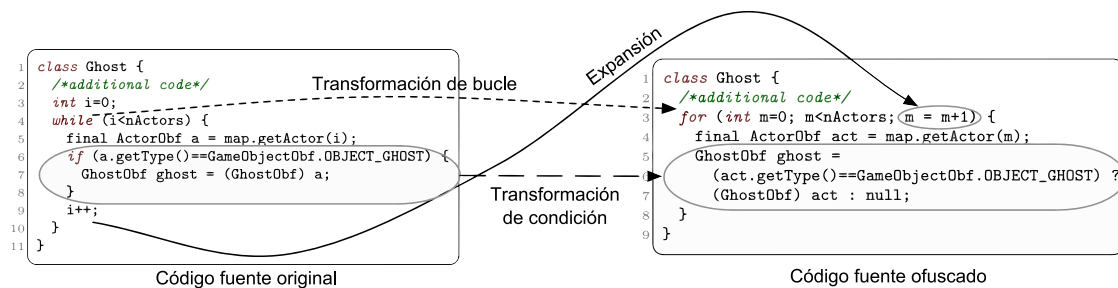 1 class Ghost {
2 /*additional code*/
3 int i=0;
4 while (i<nActors) {
5 final ActorObf a = map.getActor(i);
6 if (a.getType()==GameObjectObf.OBJECT_GHOST) {
7 GhostObf ghost = (GhostObf) a;
8 }
9 i++;
10 }
11 }
Código fuente original
Transformación de bucle
Expansión
Transformación
de condición
1 class Ghost {
2 /*additional code*/
3 for (int m=0; m<nActors; m = m+1) {
4 final ActorObf act = map.getActor(m);
5 GhostObf ghost =
6 (act.getType()==GameObjectObf.OBJECT_GHOST) ?
7 (GhostObf) act : null;
8 }
9 }
Código fuente ofuscado